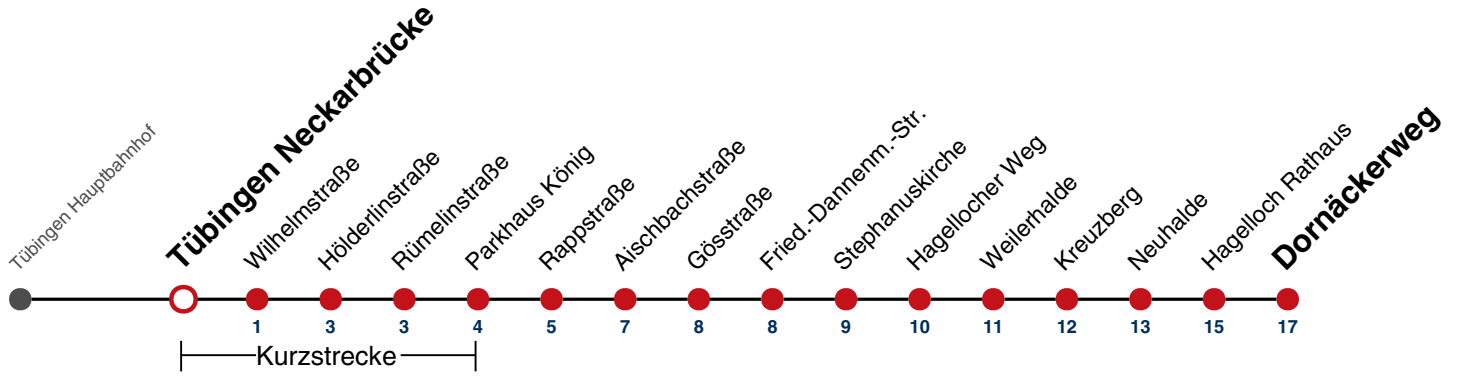 Tübingen Hauptbahnhof
Tübingen Neckarbrücke
Wilhelmstraße
Hölderlinstraße
Rümelinstraße
Parkhaus König
Rappstraße
Aischbachstraße
Gösstraße
Fried.-Dannenm.-Str.
Stephanuskirche
Hagellocher Weg
Weilerhalde
Kreuzberg
Neuhalde
Hagelloch Rathaus
Dornäckerweg
1 3 3 4 5 7 8 8 9 10 11 12 13 15 17
Kurzstrecke